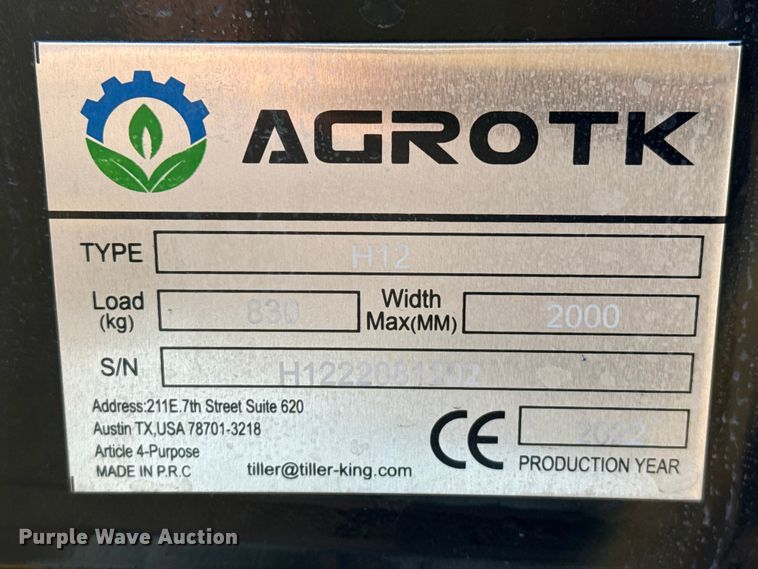 AGROTK
TYPE H12
Load (kg) 830 Width Max(MM) 2000
S/N
Address:211E.7th Street Suite 620
Austin TX,USA 78701-3218
Article 4-Purpose
MADE IN P.R.C tiller@tiller-king.com
CE 2022
PRODUCTION YEAR
Purple Wave Auction